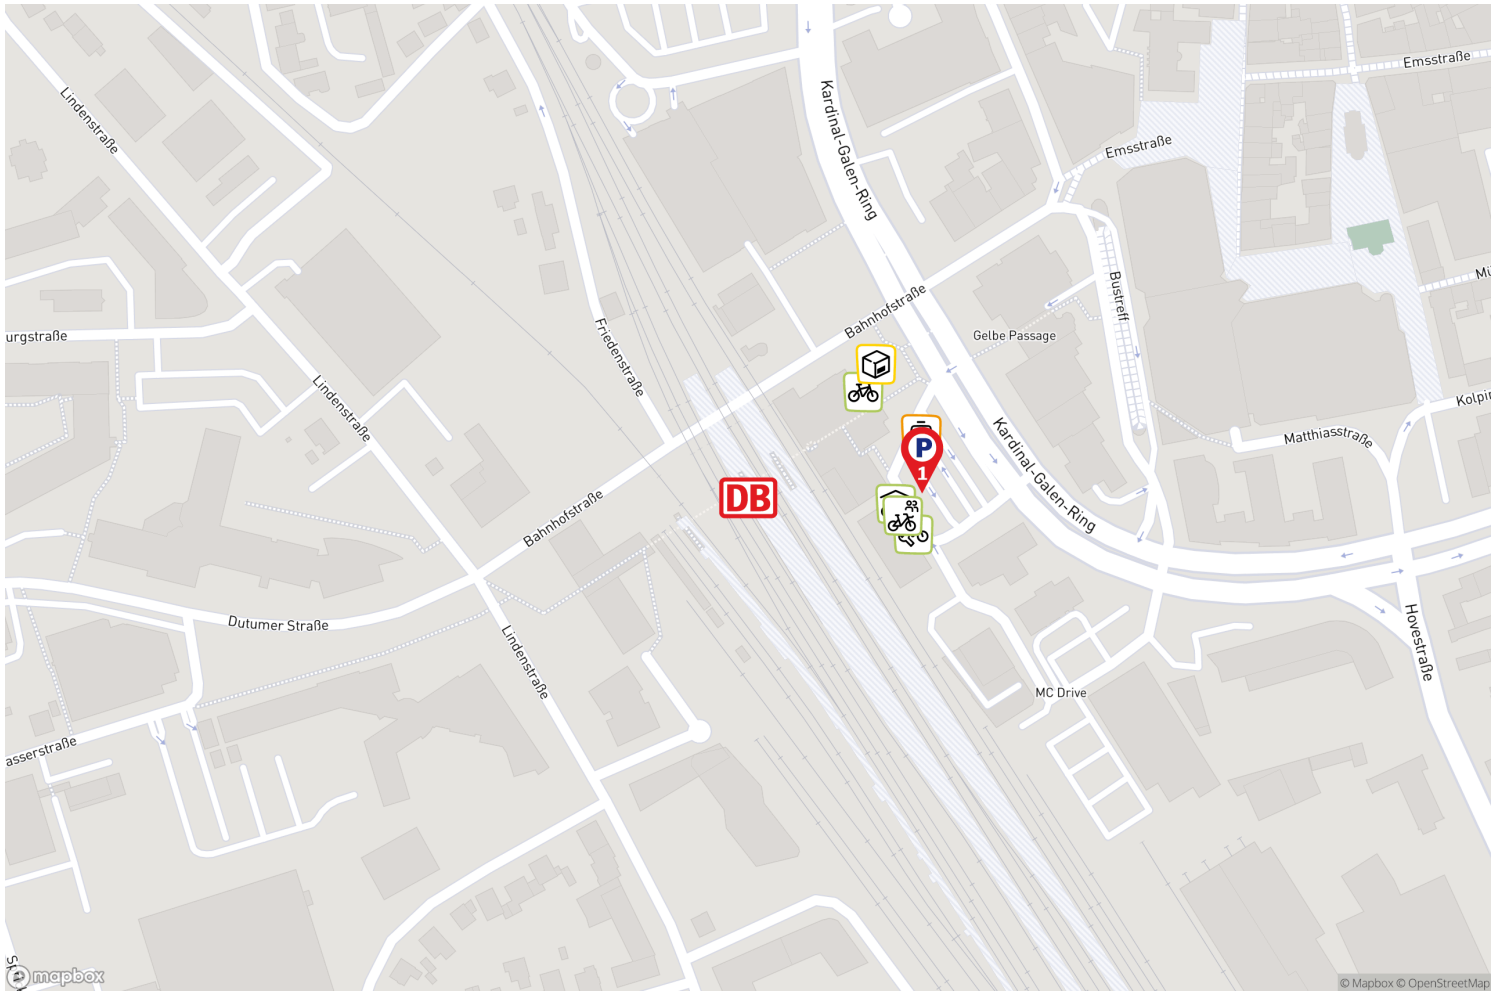 Emsstraße
Lindenstraße
Kardinal-Galen-Ring
Emsstraße
Bustreff
Bahnhofstraße
urgstraße
Friedenstraße
Gelbe Passage
Lindenstraße
Kolpin
Kardinal-Galen-Ring
Matthiasstraße
P
1
DB
Bahnhofstraße
Dutumer Straße
Hovestraße
Lindenstraße
MC Drive
asserstraße
mapbox
© Mapbox © OpenStreetMap